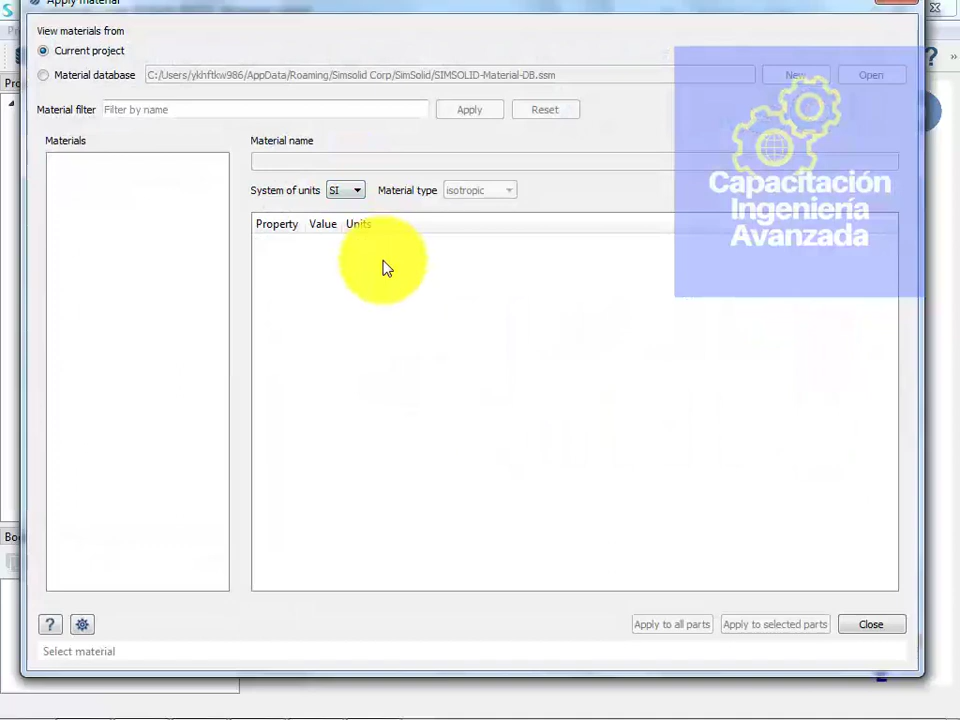 Apply material
View materials from
Current project
Material database C:/Users/ykhftkw986/AppData/Roaming/Simsolid Corp/SimSolid/SIMSOLID-Material-DB.ssm New Open
Material filter Filter by name Apply Reset
Materials Material name
System of units SI Material type isotropic
Property Value Units
Capacitación
Ingeniería
Avanzada
? Apply to all parts Apply to selected parts Close
Select material
Boo